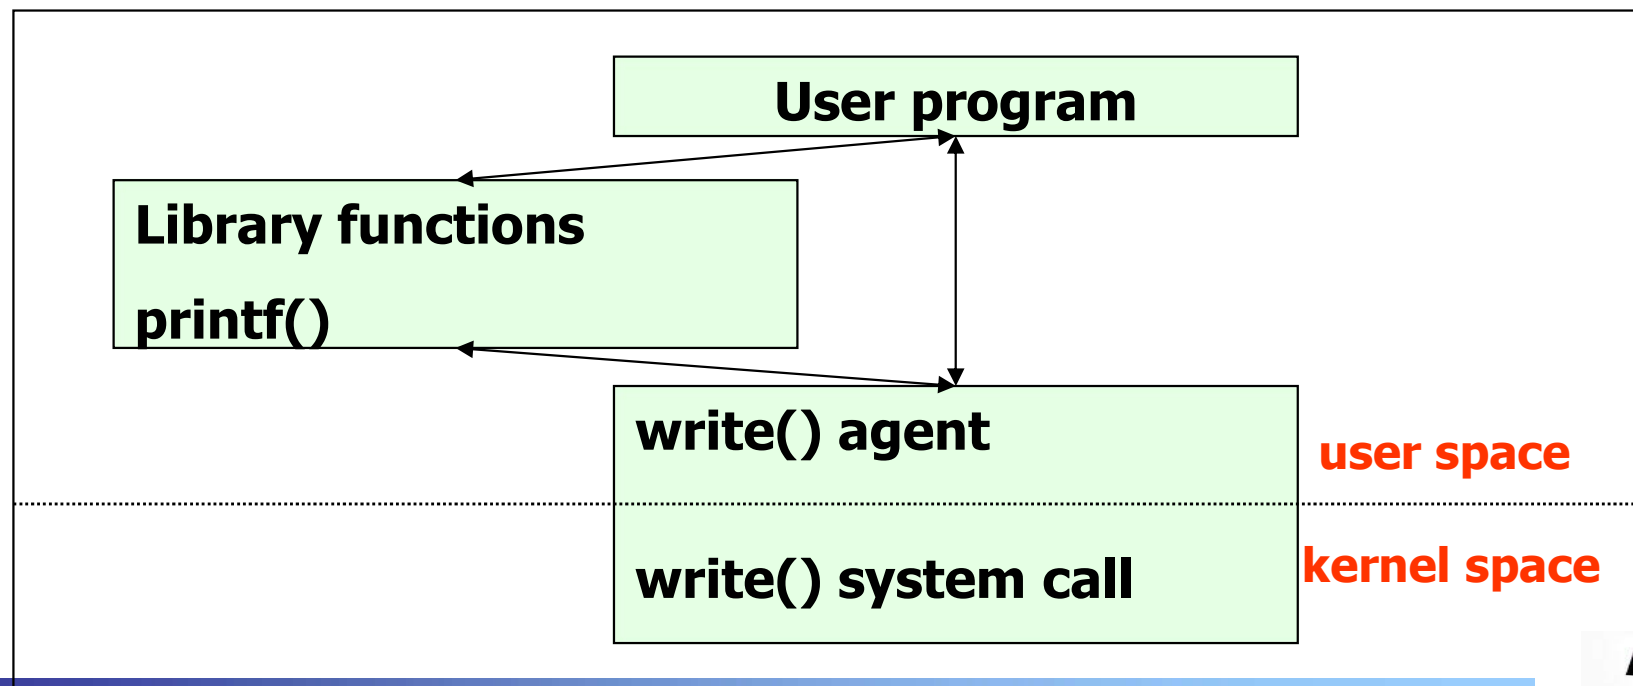 User program
Library functions
printf()
write() agent
user space
write() system call
kernel space